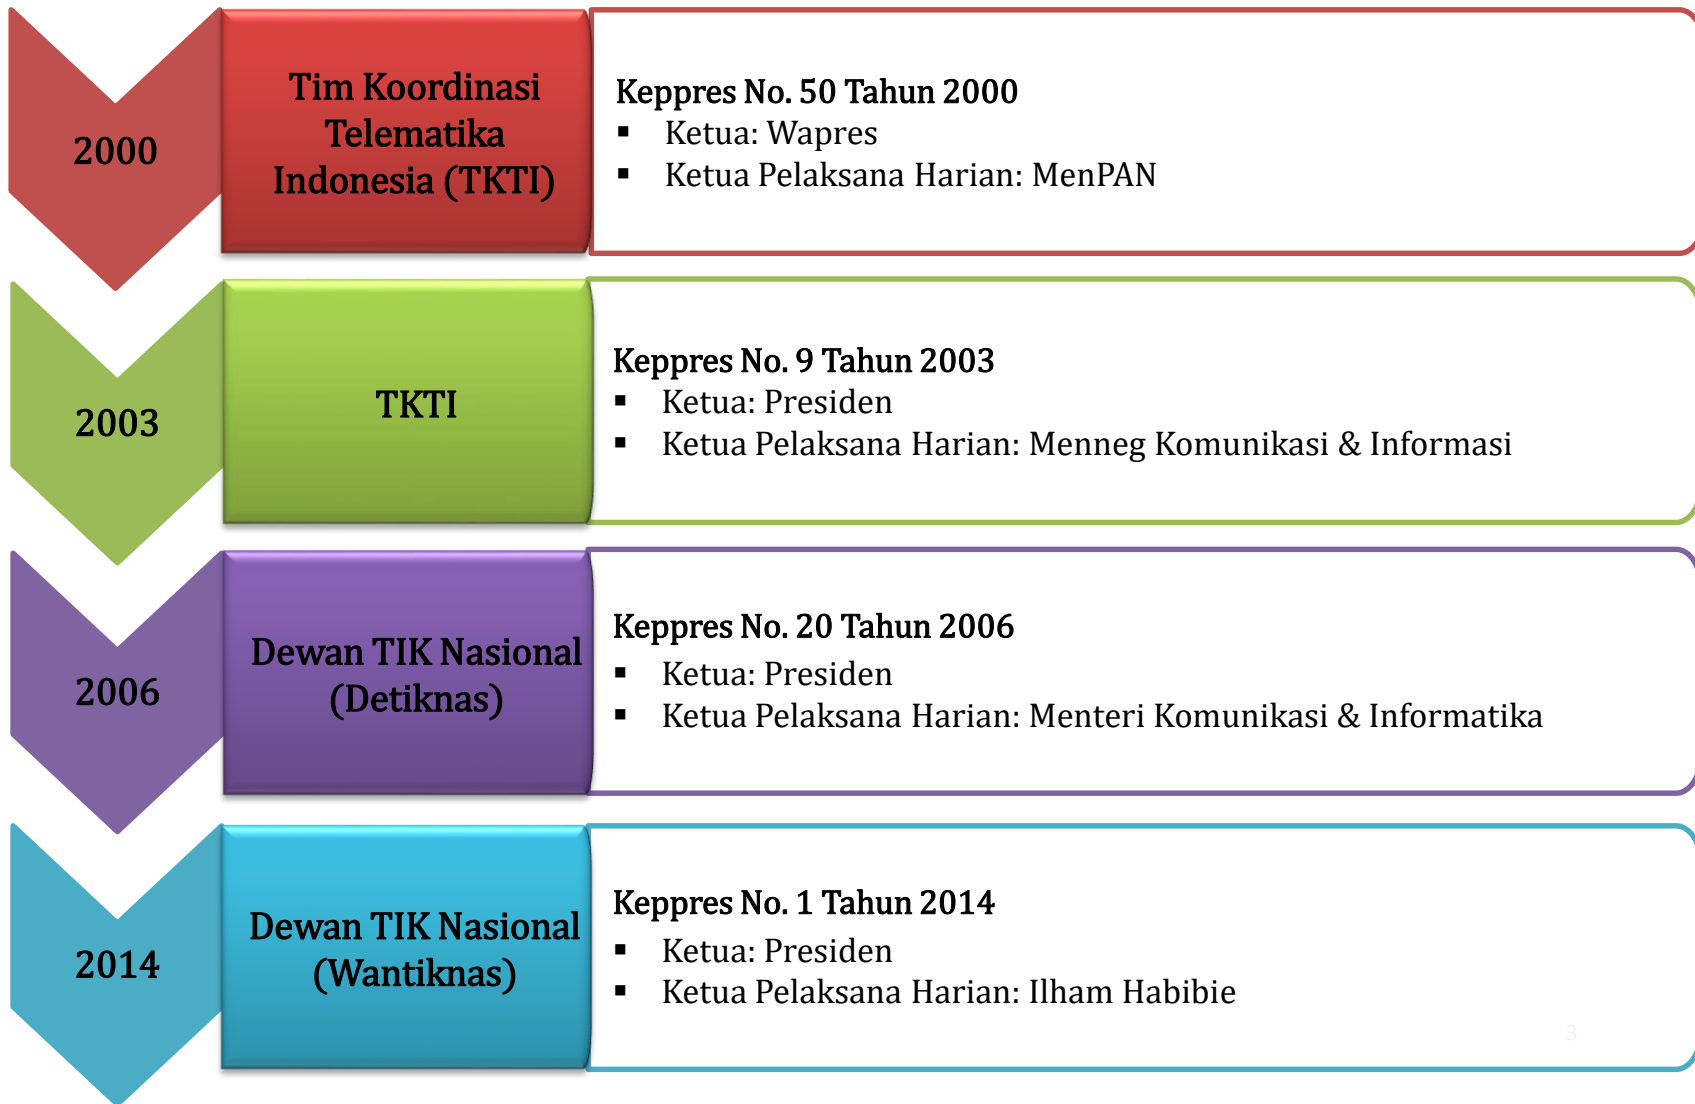 2000
Tim Koordinasi
Telematika
Indonesia (TKTI)
Keppres No. 50 Tahun 2000
▪ Ketua: Wapres
▪ Ketua Pelaksana Harian: MenPAN
2003
TKTI
Keppres No. 9 Tahun 2003
▪ Ketua: Presiden
▪ Ketua Pelaksana Harian: Menneg Komunikasi & Informasi
2006
Dewan TIK Nasional
(Detiknas)
Keppres No. 20 Tahun 2006
▪ Ketua: Presiden
▪ Ketua Pelaksana Harian: Menteri Komunikasi & Informatika
2014
Dewan TIK Nasional
(Wantiknas)
Keppres No. 1 Tahun 2014
▪ Ketua: Presiden
▪ Ketua Pelaksana Harian: Ilham Habibie
3